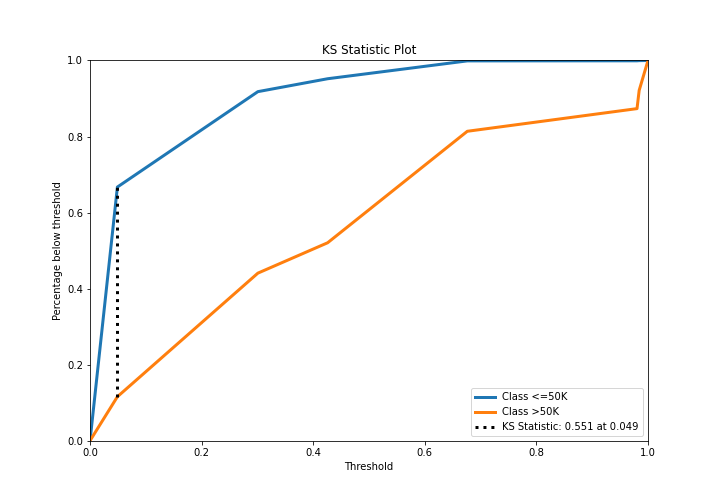 KS Statistic Plot
1.0
0.8
0.6
0.4
0.2
0.0
Percentage below threshold
0.0 0.2 0.4 0.6 0.8 1.0
Threshold
Class <=50K
Class >50K
KS Statistic: 0.551 at 0.049